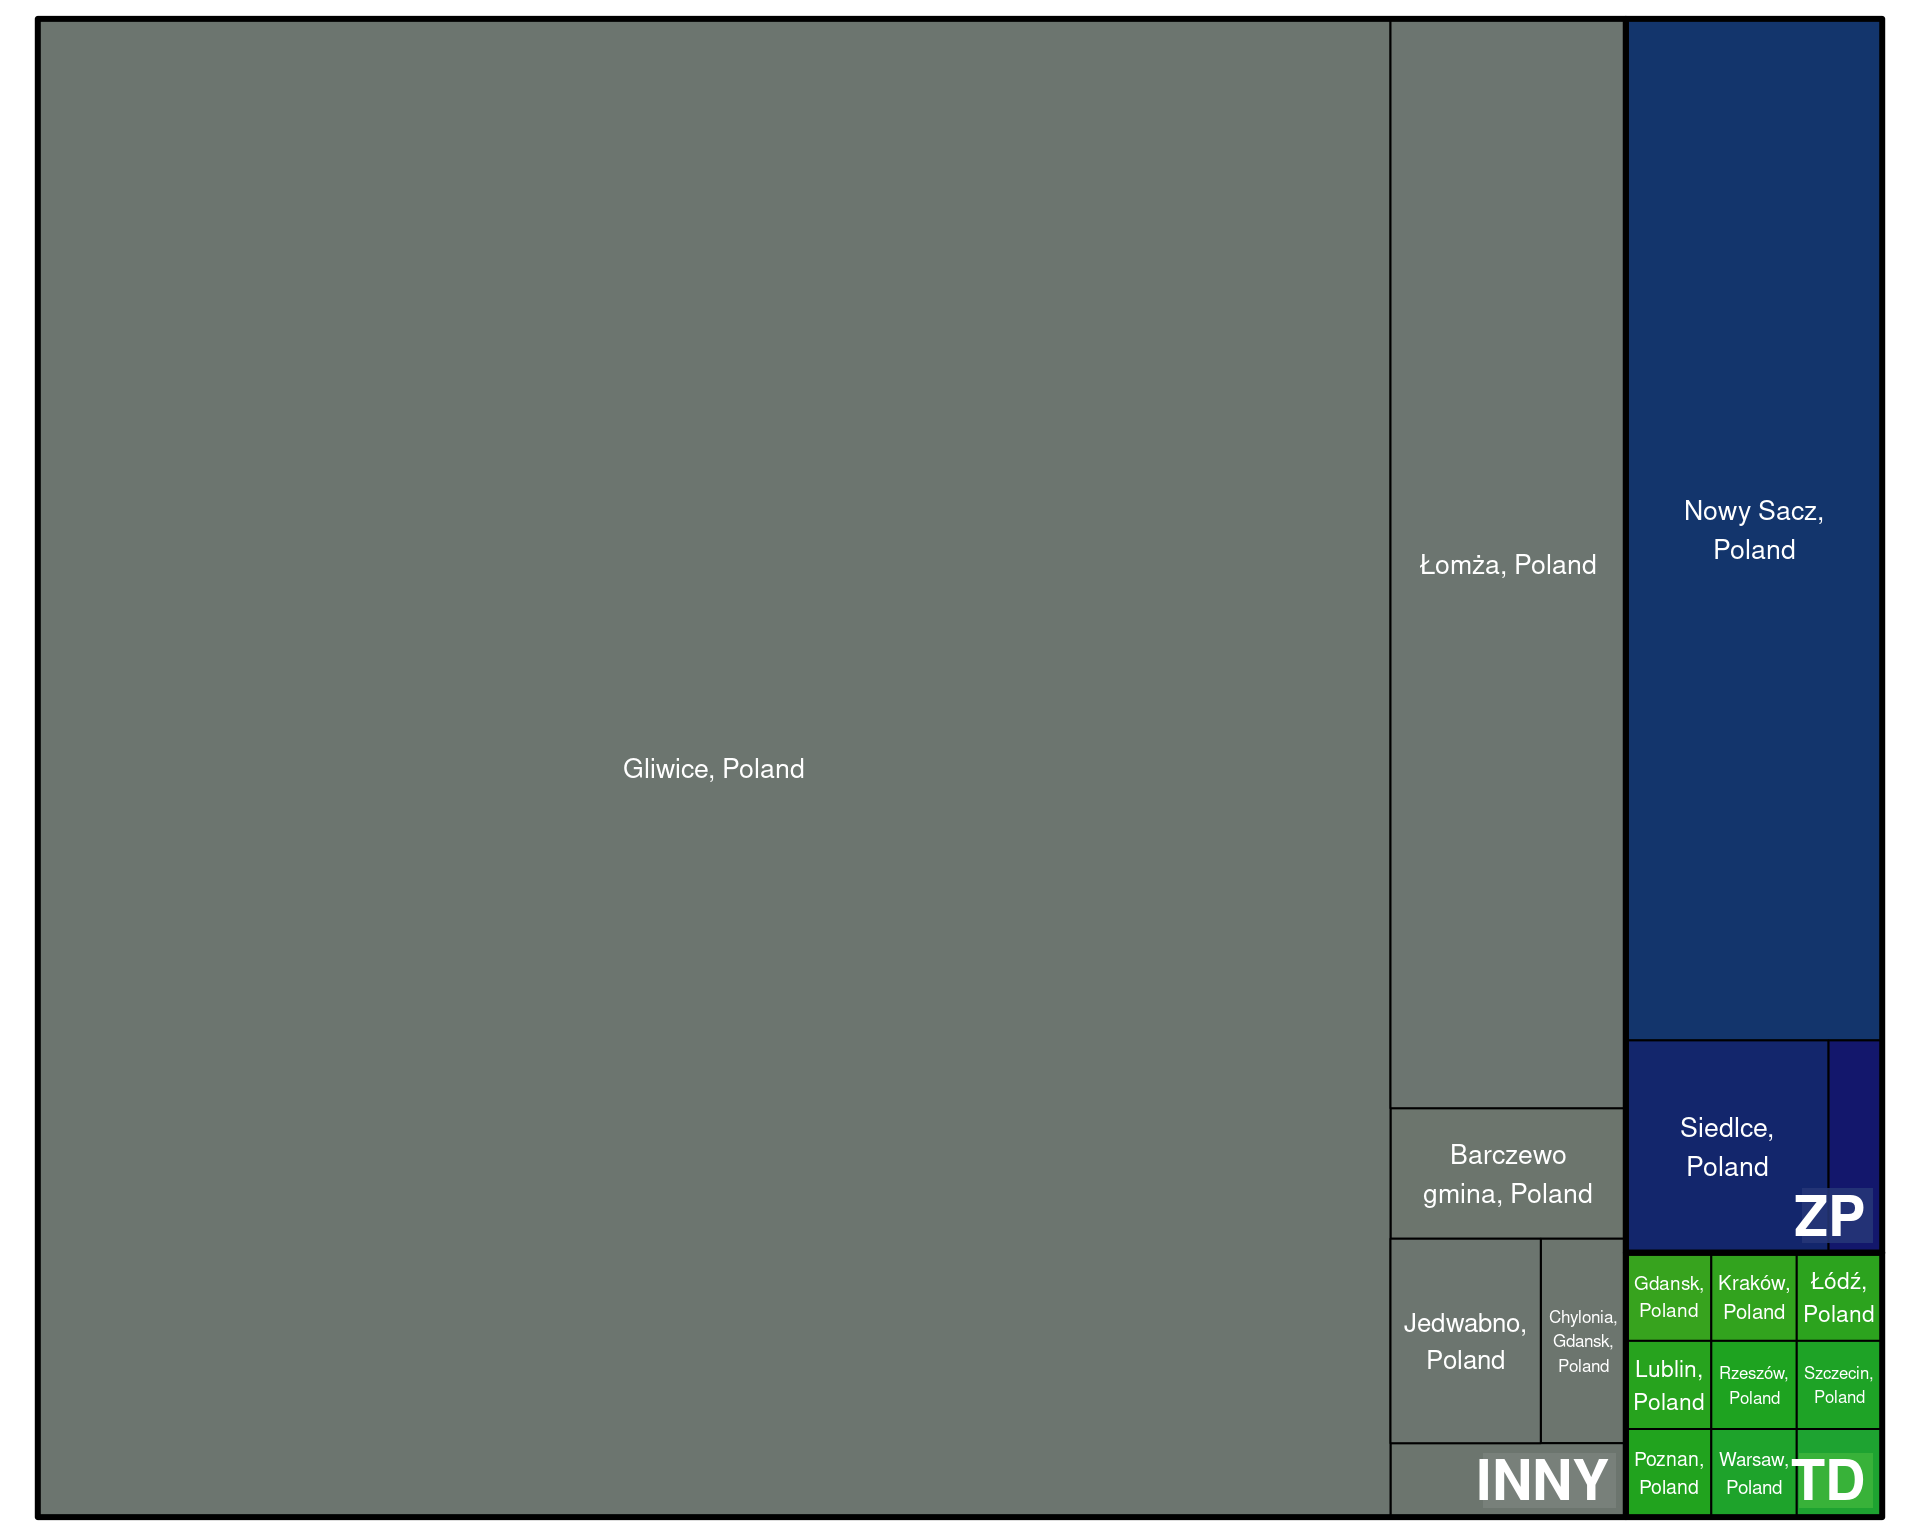 Gliwice, Poland
Łomża, Poland
Barczewo
gmina, Poland
Jedwabno,
Poland
Chylonia,
Gdansk,
Poland
INNY
Nowy Sacz,
Poland
Siedlce,
Poland
ZP
Gdansk,
Poland
Kraków,
Poland
Łódź,
Poland
Lublin,
Poland
Rzeszów,
Poland
Szczecin,
Poland
Poznan,
Poland
Warsaw,
Poland
TD